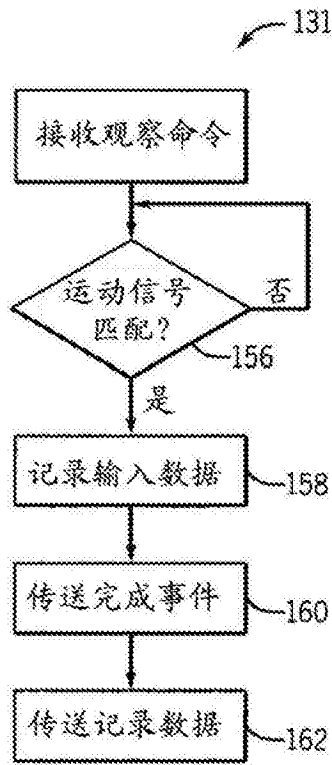 131
接收观察命令
运动信号
匹配?
否
156
是
记录输入数据
158
传送完成事件
160
传送记录数据
162